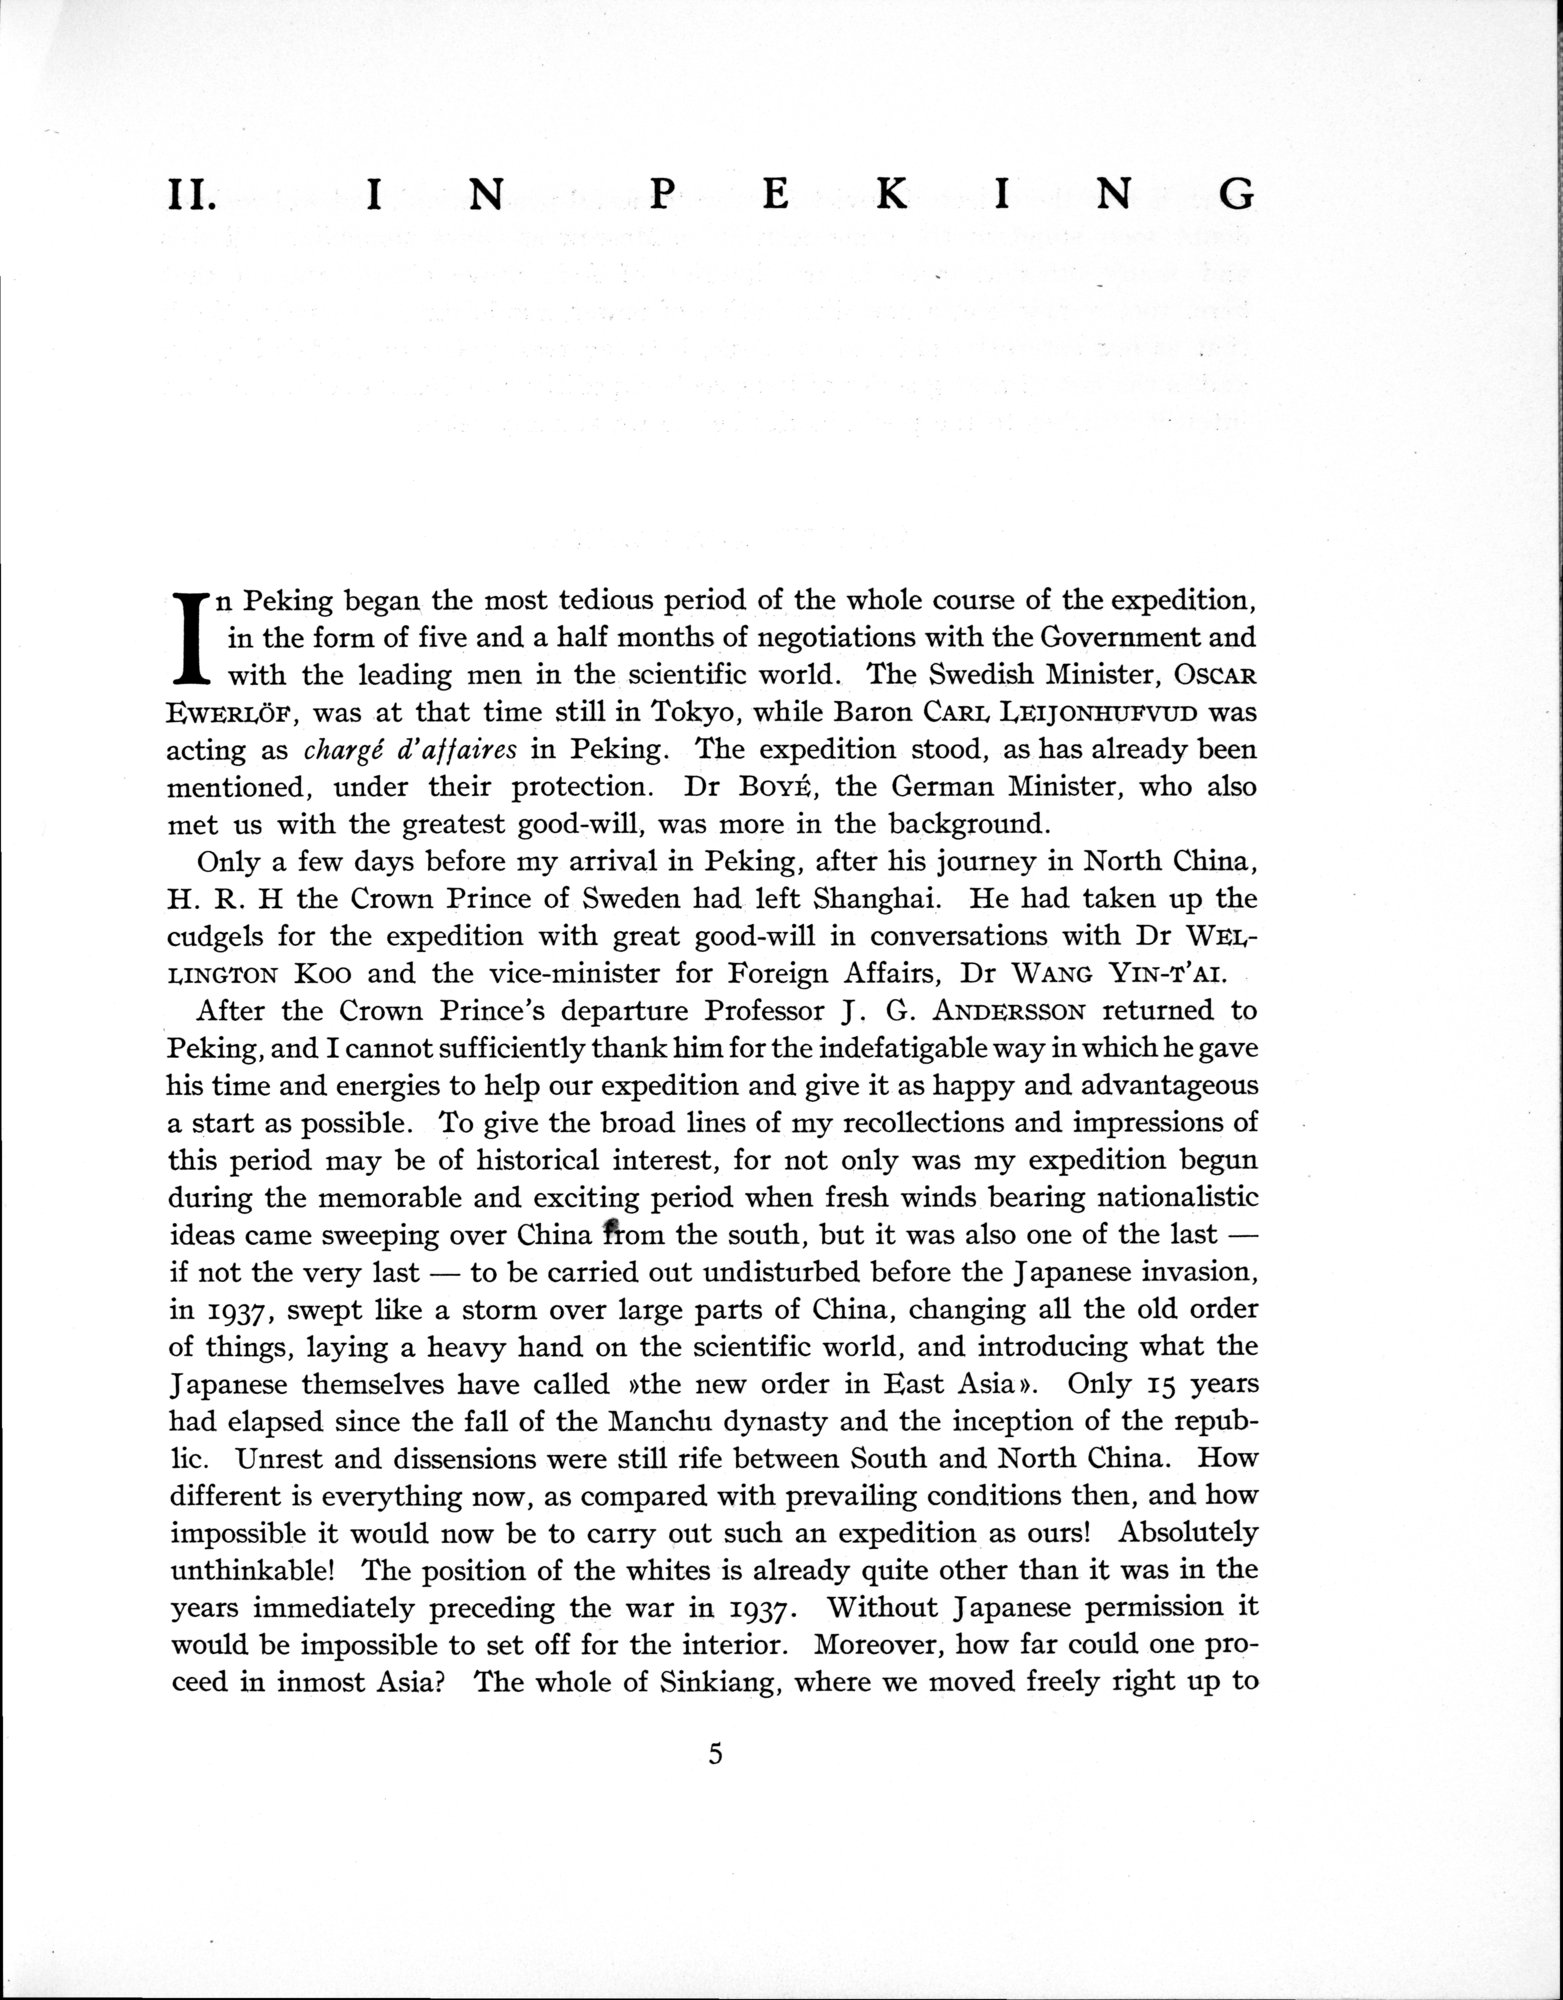 II. IN PEKING
In Peking began the most tedious period of the whole course of the expedition,
in the form of five and a half months of negotiations with the Government and
with the leading men in the scientific world. The Swedish Minister, OSCAR
EWERLÖF, was at that time still in Tokyo, while Baron CARL LEIJONHUFVUD was
acting as chargé d'affaires in Peking. The expedition stood, as has already been
mentioned, under their protection. Dr BOYÉ, the German Minister, who also
met us with the greatest good-will, was more in the background.
Only a few days before my arrival in Peking, after his journey in North China,
H. R. H the Crown Prince of Sweden had left Shanghai. He had taken up the
cudgels for the expedition with great good-will in conversations with Dr WEL-
LINGTON KOO and the vice-minister for Foreign Affairs, Dr WANG YIN-T'AI.
After the Crown Prince's departure Professor J. G. ANDERSSON returned to
Peking, and I cannot sufficiently thank him for the indefatigable way in which he gave
his time and energies to help our expedition and give it as happy and advantageous
a start as possible. To give the broad lines of my recollections and impressions of
this period may be of historical interest, for not only was my expedition begun
during the memorable and exciting period when fresh winds bearing nationalistic
ideas came sweeping over China from the south, but it was also one of the last —
if not the very last — to be carried out undisturbed before the Japanese invasion,
in 1937, swept like a storm over large parts of China, changing all the old order
of things, laying a heavy hand on the scientific world, and introducing what the
Japanese themselves have called »the new order in East Asia». Only 15 years
had elapsed since the fall of the Manchu dynasty and the inception of the repub-
lic. Unrest and dissensions were still rife between South and North China. How
different is everything now, as compared with prevailing conditions then, and how
impossible it would now be to carry out such an expedition as ours! Absolutely
unthinkable! The position of the whites is already quite other than it was in the
years immediately preceding the war in 1937. Without Japanese permission it
would be impossible to set off for the interior. Moreover, how far could one pro-
ceed in inmost Asia? The whole of Sinkiang, where we moved freely right up to
5